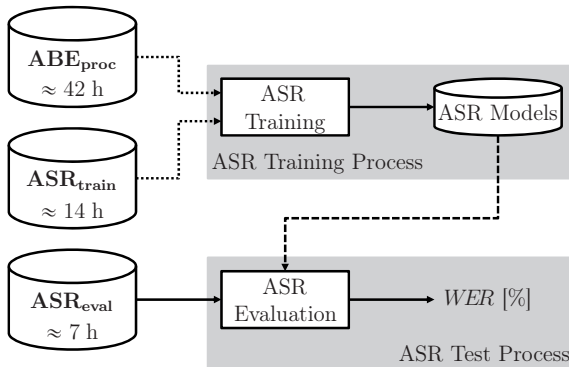 ABEproc
≈ 42 h
ASR
Training
ASR Models
ASR Training Process
ASRtrain
≈ 14 h
ASReval
≈ 7 h
ASR
Evaluation
WER [%]
ASR Test Process